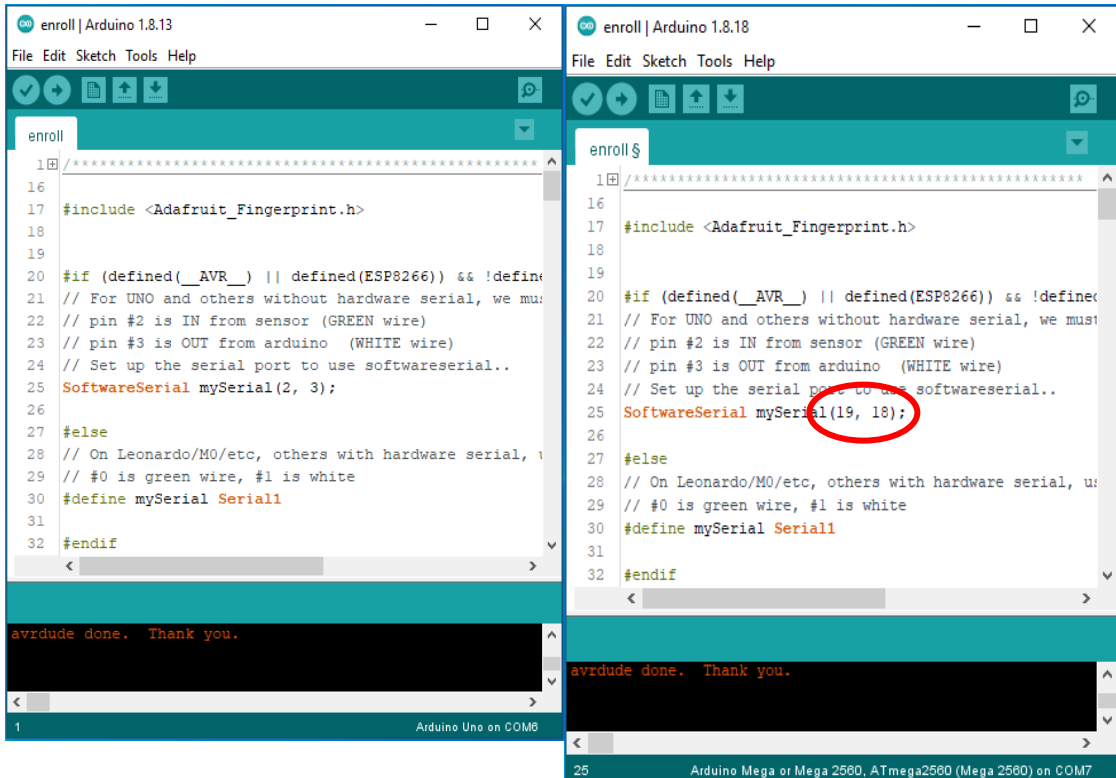 enroll | Arduino 1.8.13
File Edit Sketch Tools Help
enroll
1 /***************************************************
16
17 #include <Adafruit_Fingerprint.h>
18
19
20 #if (defined(__AVR__) || defined(ESP8266)) && !define
21 // For UNO and others without hardware serial, we mu
22 // pin #2 is IN from sensor (GREEN wire)
23 // pin #3 is OUT from arduino  (WHITE wire)
24 // Set up the serial port to use softwareserial..
25 SoftwareSerial mySerial(2, 3);
26
27 #else
28 // On Leonardo/M0/etc, others with hardware serial,
29 // #0 is green wire, #1 is white
30 #define mySerial Serial1
31
32 #endif
avrdude done.  Thank you.
1 Arduino Uno on COM6
enroll | Arduino 1.8.18
File Edit Sketch Tools Help
enroll §
1 /***************************************************
16
17 #include <Adafruit_Fingerprint.h>
18
19
20 #if (defined(__AVR__) || defined(ESP8266)) && !defined
21 // For UNO and others without hardware serial, we must
22 // pin #2 is IN from sensor (GREEN wire)
23 // pin #3 is OUT from arduino  (WHITE wire)
24 // Set up the serial port to use softwareserial..
25 SoftwareSerial mySerial(19, 18);
26
27 #else
28 // On Leonardo/M0/etc, others with hardware serial, u
29 // #0 is green wire, #1 is white
30 #define mySerial Serial1
31
32 #endif
avrdude done.  Thank you.
25 Arduino Mega or Mega 2560, ATmega2560 (Mega 2560) on COM7